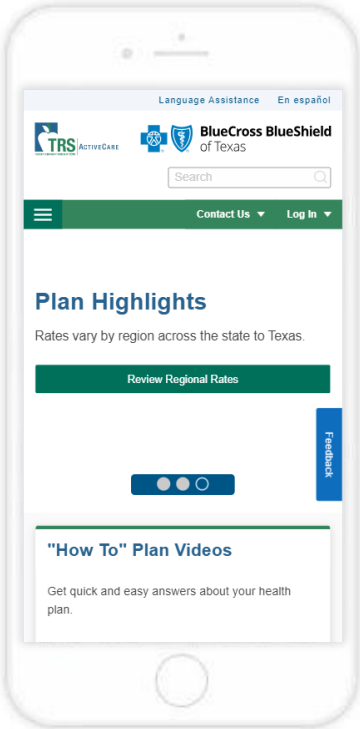 Language Assistance En español
TRS ACTIVECARE
BlueCross BlueShield
of Texas
Search
Contact Us Log In
Plan Highlights
Rates vary by region across the state to Texas.
Review Regional Rates
Feedback
"How To" Plan Videos
Get quick and easy answers about your health
plan.